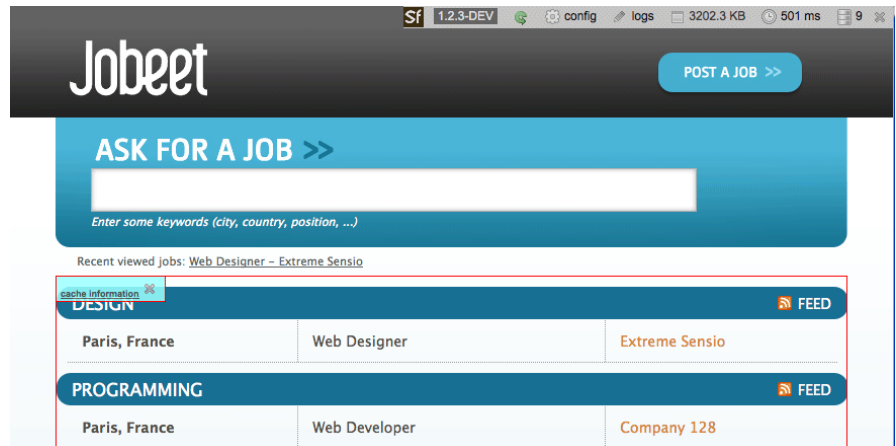 Sf 1.2.3-DEV config logs 3202.3 KB 501 ms 9
Jobeet
POST A JOB >>
ASK FOR A JOB >>
Enter some keywords (city, country, position, ...)
Recent viewed jobs: Web Designer – Extreme Sensio
cache information
DESIGN FEED
Paris, France Web Designer Extreme Sensio
PROGRAMMING FEED
Paris, France Web Developer Company 128